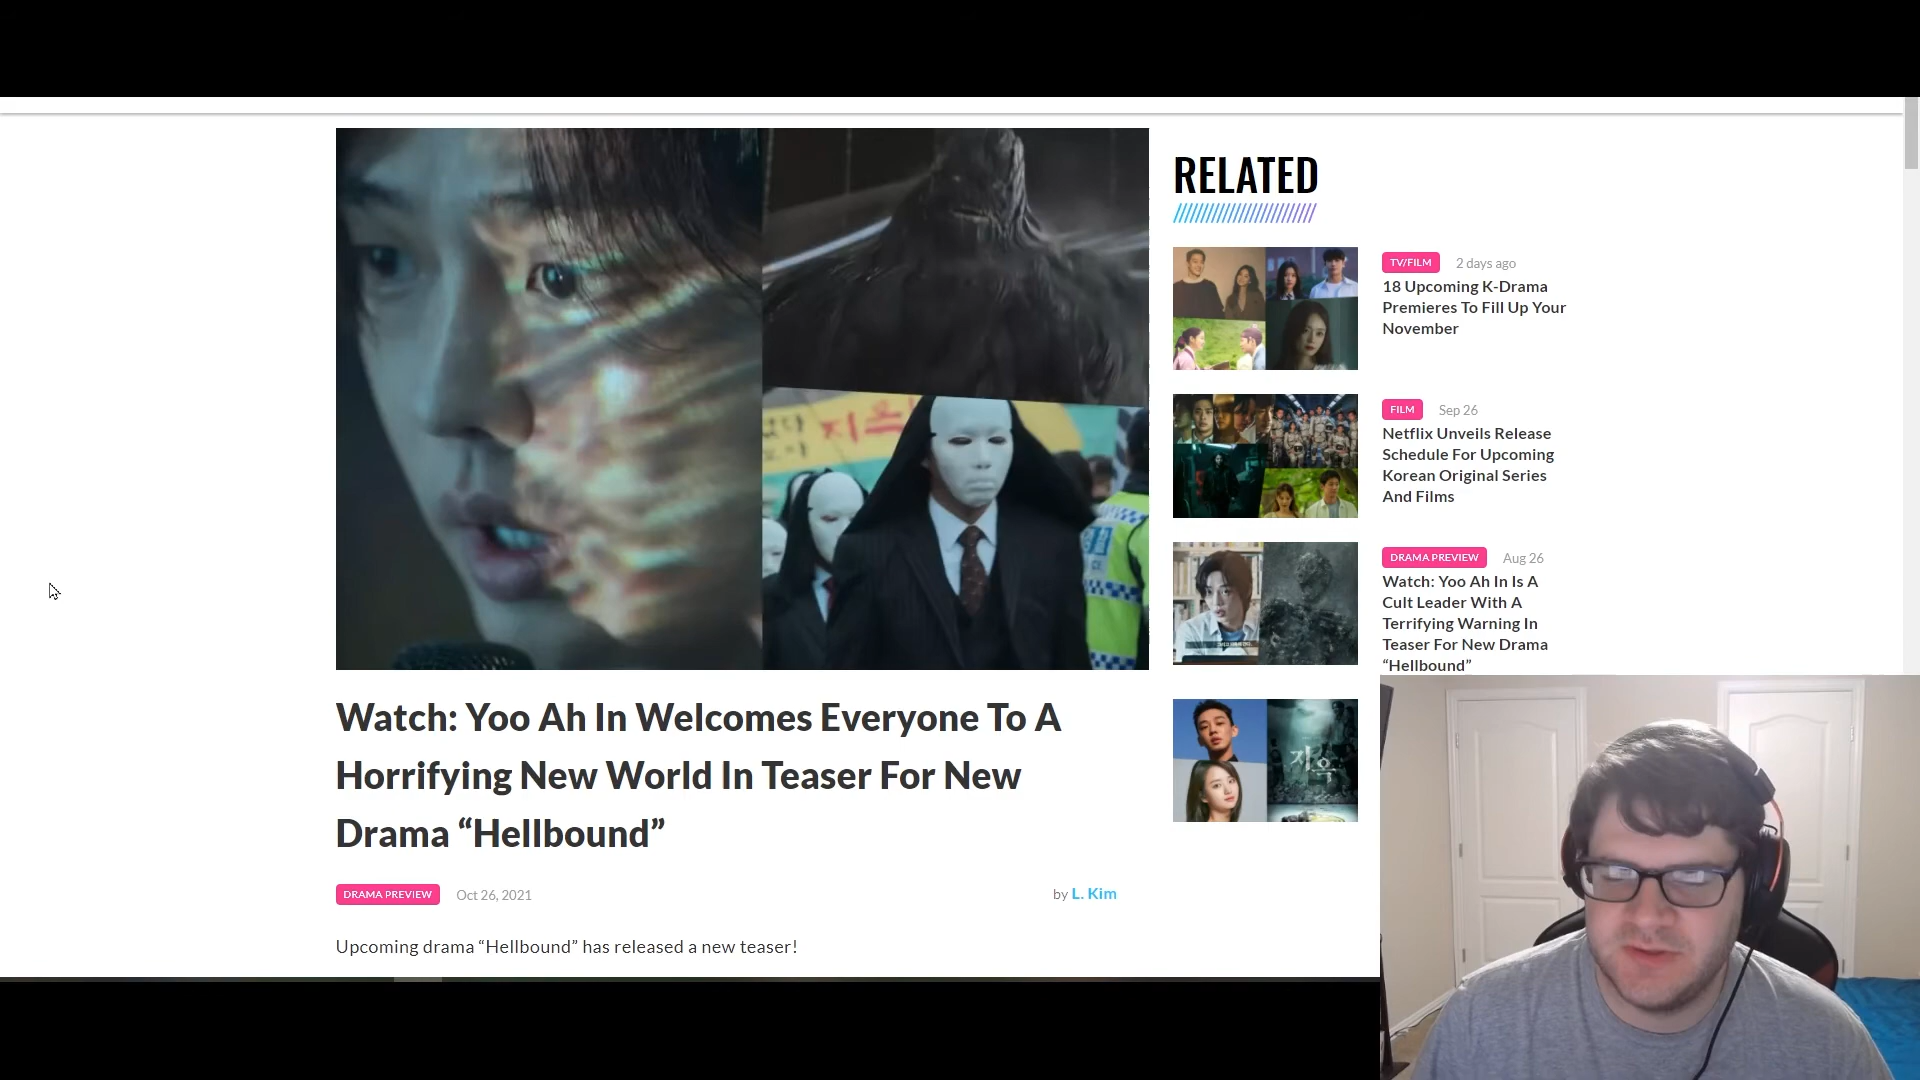 지옥
Watch: Yoo Ah In Welcomes Everyone To A
Horrifying New World In Teaser For New
Drama “Hellbound”
DRAMA PREVIEW
Oct 26, 2021
by L. Kim
Upcoming drama “Hellbound” has released a new teaser!
RELATED
TV/FILM
2 days ago
18 Upcoming K-Drama
Premieres To Fill Up Your
November
FILM
Sep 26
Netflix Unveils Release
Schedule For Upcoming
Korean Original Series
And Films
DRAMA PREVIEW
Aug 26
Watch: Yoo Ah In Is A
Cult Leader With A
Terrifying Warning In
Teaser For New Drama
“Hellbound”
지옥